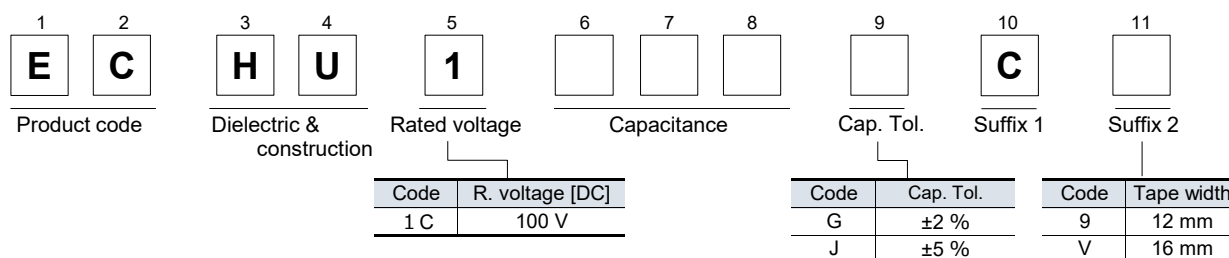 1 2 3 4 5 6 7 8 9 10 11
E C H U 1 C
Product code Dielectric & construction Rated voltage Capacitance Cap. Tol. Suffix 1 Suffix 2
Code R. voltage [DC]
1 C 100 V
Code Cap. Tol.
G ±2 %
J ±5 %
Code Tape width
9 12 mm
V 16 mm